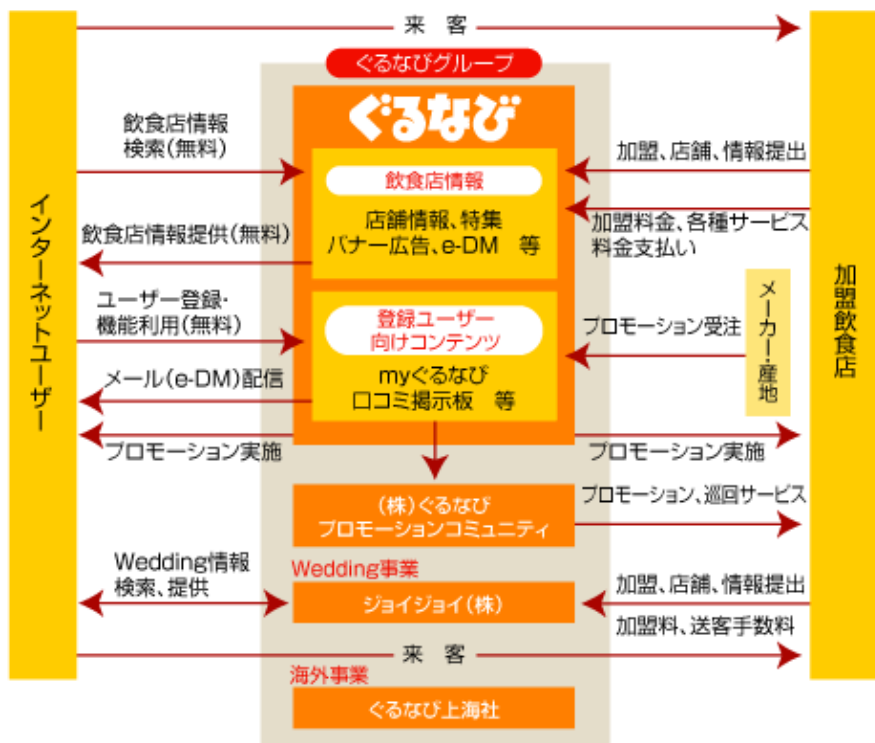 来 客
ぐるなびグループ
ぐるなび
飲食店情報
検索(無料)
加盟、店舗、情報提出
飲食店情報
店舗情報、特集
バナー広告、e-DM 等
飲食店情報提供(無料)
加盟料金、各種サービス
料金支払い
インターネットユーザー
加盟飲食店
ユーザー登録・
機能利用(無料)
登録ユーザー
向けコンテンツ
プロモーション受注
メーカー・産地
myぐるなび
口コミ掲示板 等
メール(e-DM)配信
プロモーション実施
プロモーション実施
(株)ぐるなび
プロモーションコミュニティ
プロモーション、巡回サービス
Wedding情報
検索、提供
Wedding事業
ジョイジョイ(株)
加盟、店舗、情報提出
加盟料、送客手数料
来 客
海外事業
ぐるなび上海社